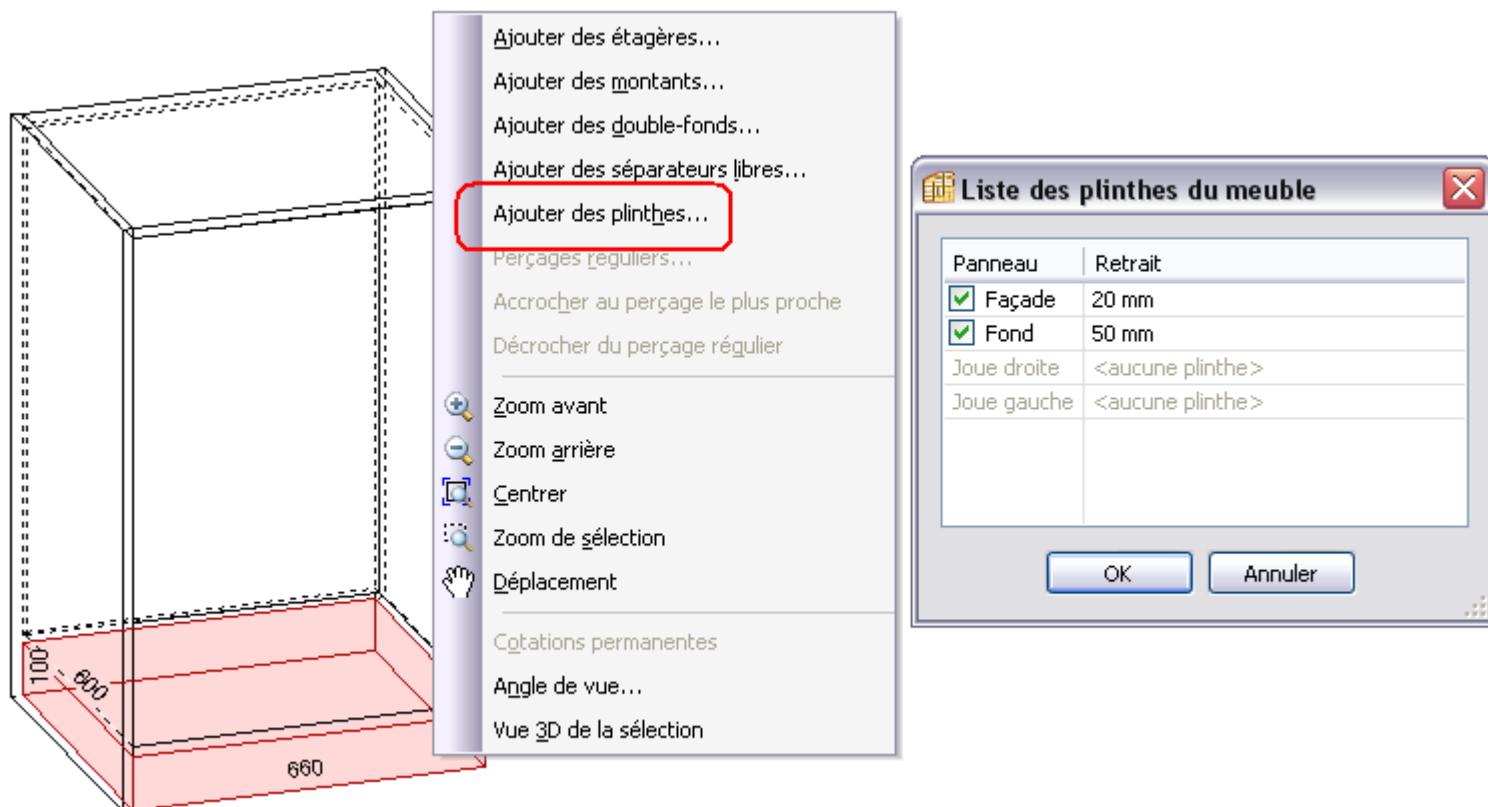 Ajouter des étagères...
Ajouter des montants...
Ajouter des double-fonds...
Ajouter des séparateurs libres...
Ajouter des plinthes...
Perçages réguliers...
Accrocher au perçage le plus proche
Décrocher du perçage régulier
Zoom avant
Zoom arrière
Centrer
Zoom de sélection
Déplacement
Cotations permanentes
Angle de vue...
Vue 3D de la sélection
100
600
660
Liste des plinthes du meuble
Panneau Retrait
Façade 20 mm
Fond 50 mm
Joue droite <aucune plinthe>
Joue gauche <aucune plinthe>
OK Annuler